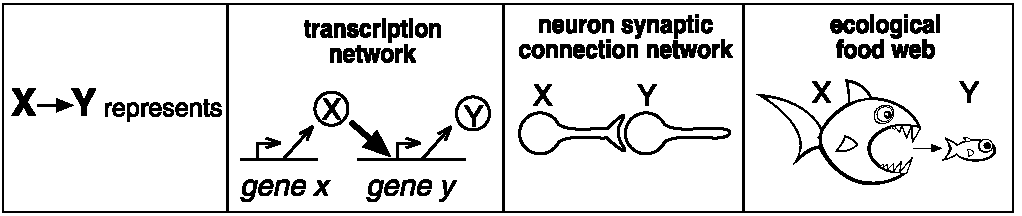 X→Y represents
transcription
network
X
Y
gene x
gene y
neuron synaptic
connection network
X
Y
ecological
food web
X
Y